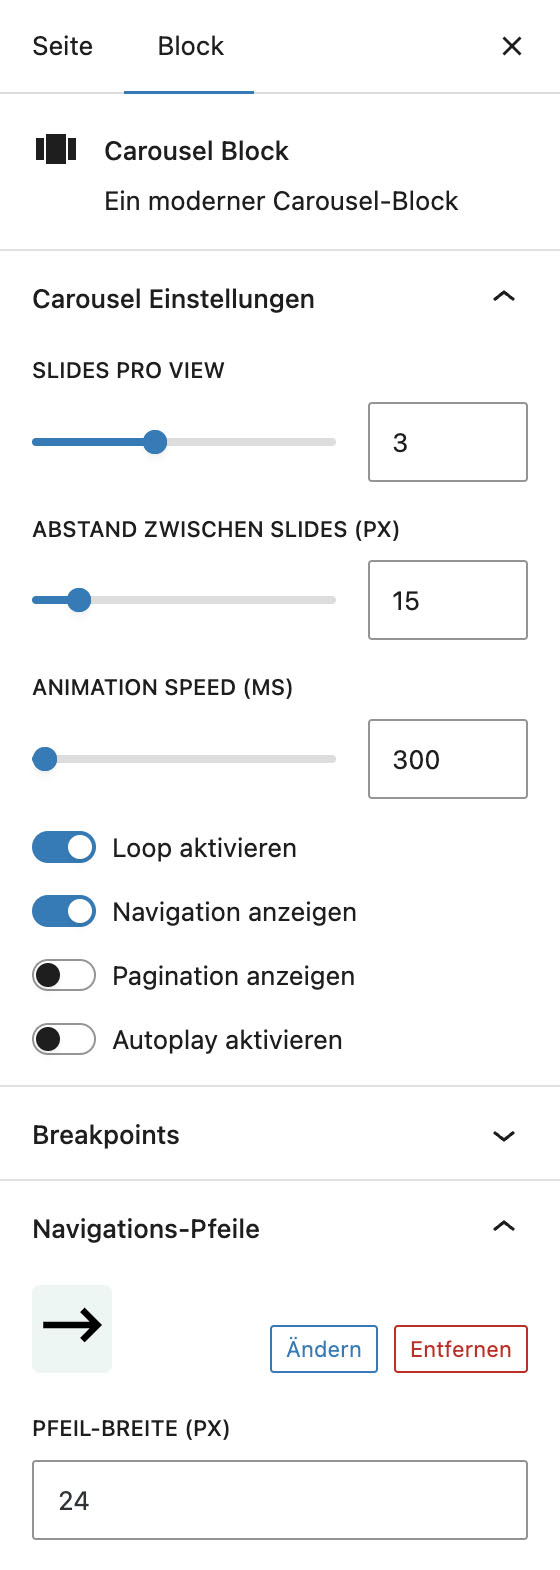 Seite Block
Carousel Block
Ein moderner Carousel-Block
Carousel Einstellungen
SLIDES PRO VIEW
3
ABSTAND ZWISCHEN SLIDES (PX)
15
ANIMATION SPEED (MS)
300
Loop aktivieren
Navigation anzeigen
Pagination anzeigen
Autoplay aktivieren
Breakpoints
Navigations-Pfeile
Ändern Entfernen
PFEIL-BREITE (PX)
24